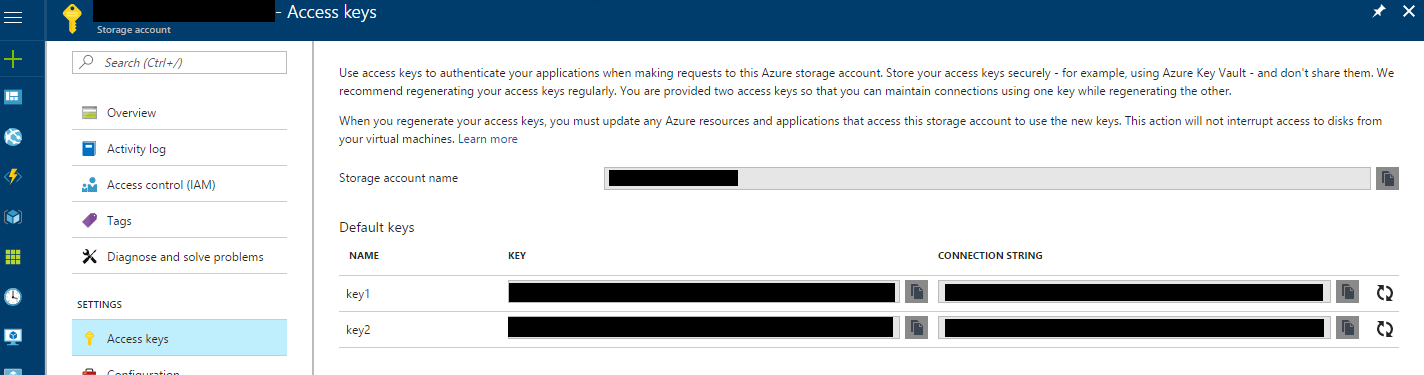 - Access keys
Storage account
Search (Ctrl+/)
Overview
Activity log
Access control (IAM)
Tags
Diagnose and solve problems
SETTINGS
Access keys
Configuration
Use access keys to authenticate your applications when making requests to this Azure storage account. Store your access keys securely - for example, using Azure Key Vault - and don't share them. We
recommend regenerating your access keys regularly. You are provided two access keys so that you can maintain connections using one key while regenerating the other.
When you regenerate your access keys, you must update any Azure resources and applications that access this storage account to use the new keys. This action will not interrupt access to disks from
your virtual machines. Learn more
Storage account name
Default keys
NAME KEY CONNECTION STRING
key1
key2